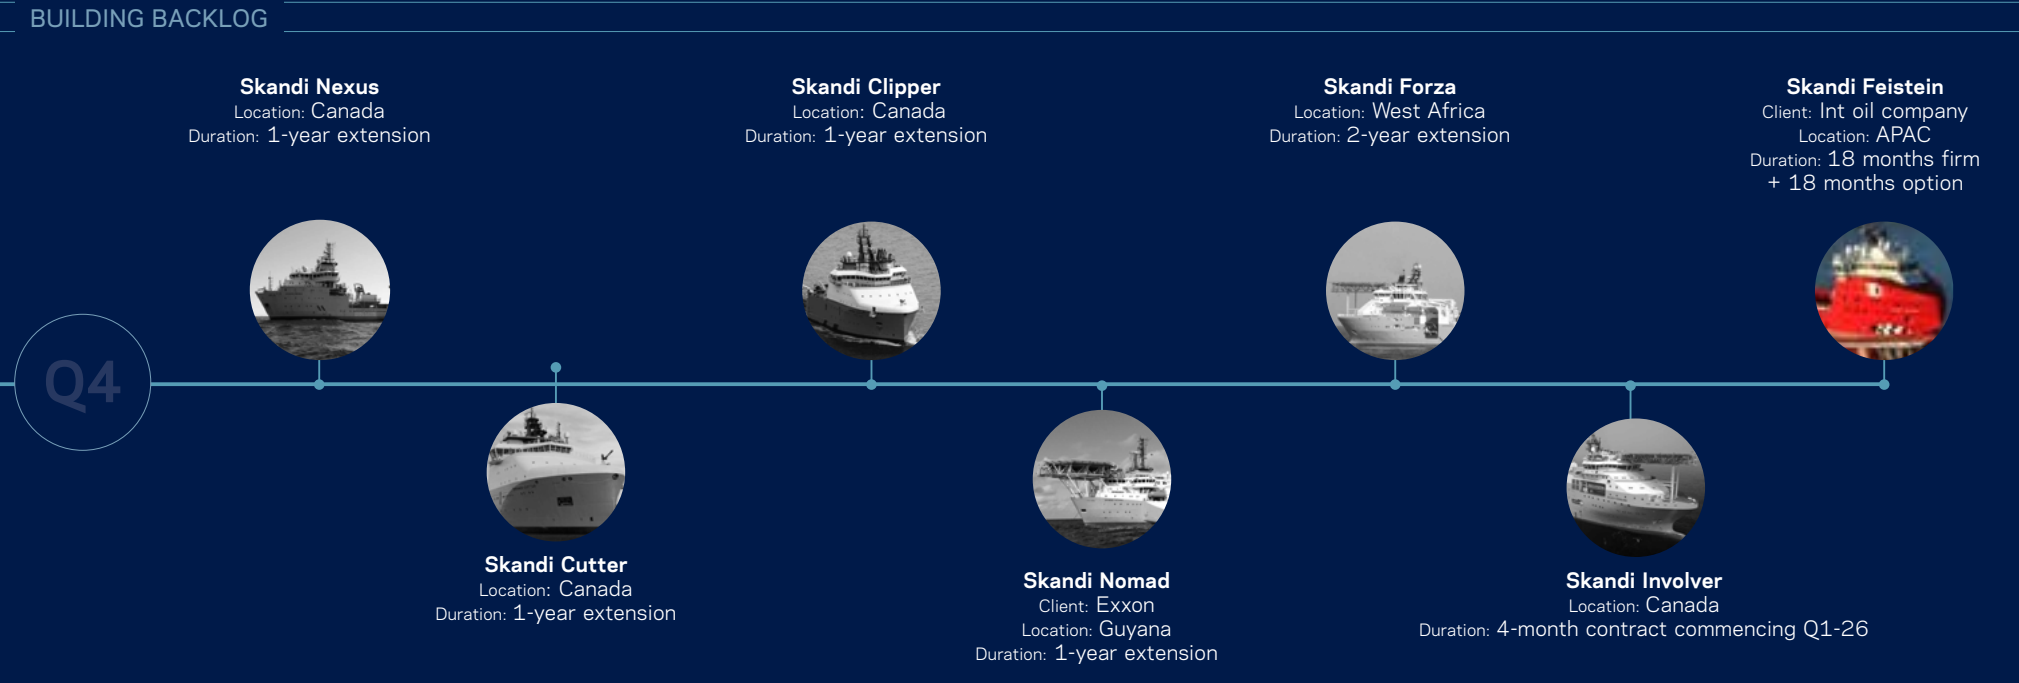 BUILDING BACKLOG
Skandi Nexus
Location: Canada
Duration: 1-year extension
Skandi Clipper
Location: Canada
Duration: 1-year extension
Skandi Forza
Location: West Africa
Duration: 2-year extension
Skandi Feistein
Client: Int oil company
Location: APAC
Duration: 18 months firm
+ 18 months option
Q4
Skandi Cutter
Location: Canada
Duration: 1-year extension
Skandi Nomad
Client: Exxon
Location: Guyana
Duration: 1-year extension
Skandi Involver
Location: Canada
Duration: 4-month contract commencing Q1-26